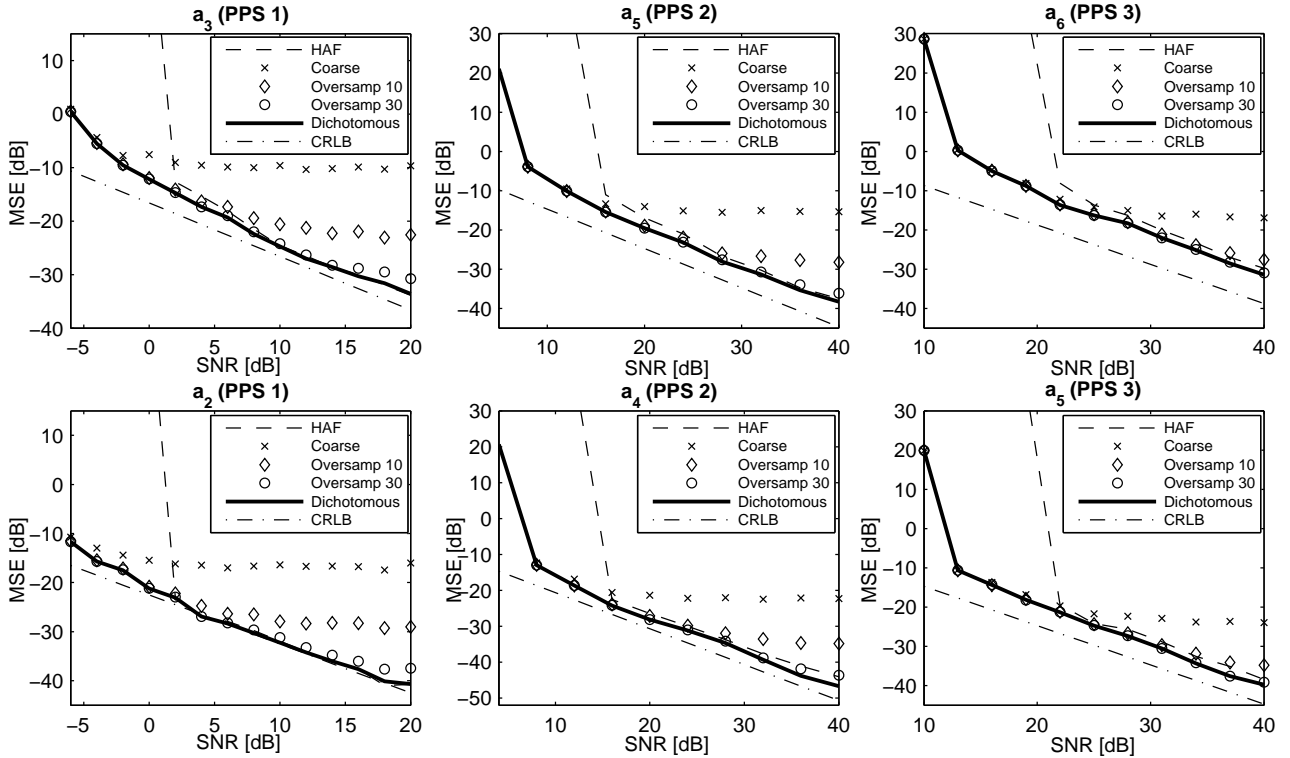 a3 (PPS 1)
MSE [dB]
10
0
−10
−20
−30
−40
−5
0
5
10
15
20
SNR [dB]
HAF
Coarse
Oversamp 10
Oversamp 30
Dichotomous
CRLB
a5 (PPS 2)
MSE [dB]
30
20
10
0
−10
−20
−30
−40
10
20
30
40
SNR [dB]
HAF
Coarse
Oversamp 10
Oversamp 30
Dichotomous
CRLB
a6 (PPS 3)
MSE [dB]
30
20
10
0
−10
−20
−30
−40
10
20
30
40
SNR [dB]
HAF
Coarse
Oversamp 10
Oversamp 30
Dichotomous
CRLB
a2 (PPS 1)
MSE [dB]
10
0
−10
−20
−30
−40
−5
0
5
10
15
20
SNR [dB]
HAF
Coarse
Oversamp 10
Oversamp 30
Dichotomous
CRLB
a4 (PPS 2)
MSE [dB]
30
20
10
0
−10
−20
−30
−40
−50
10
20
30
40
SNR [dB]
HAF
Coarse
Oversamp 10
Oversamp 30
Dichotomous
CRLB
a5 (PPS 3)
MSE [dB]
30
20
10
0
−10
−20
−30
−40
10
20
30
40
SNR [dB]
HAF
Coarse
Oversamp 10
Oversamp 30
Dichotomous
CRLB